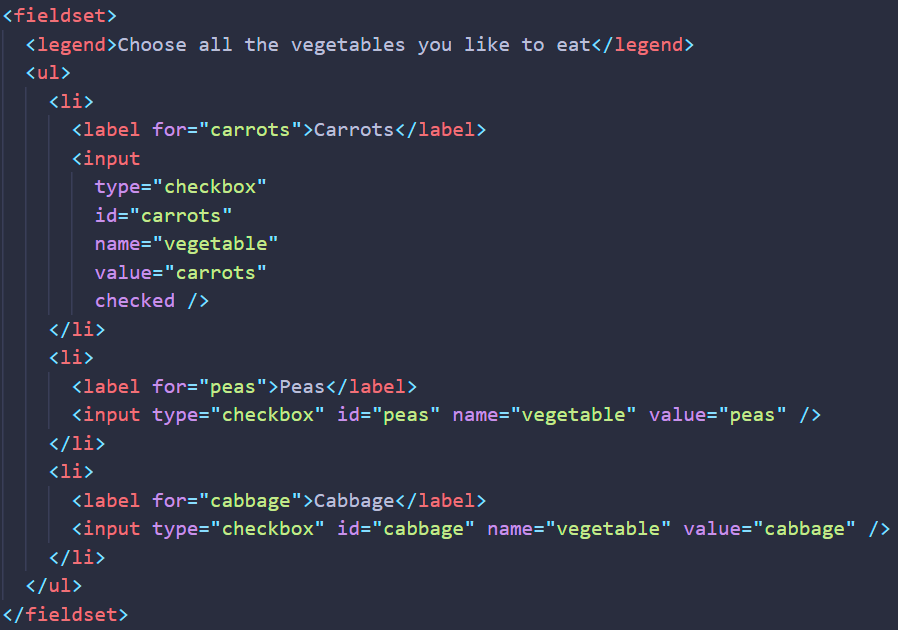 <fieldset>
  <legend>Choose all the vegetables you like to eat</legend>
  <ul>
    <li>
      <label for="carrots">Carrots</label>
      <input
        type="checkbox"
        id="carrots"
        name="vegetable"
        value="carrots"
        checked />
    </li>
    <li>
      <label for="peas">Peas</label>
      <input type="checkbox" id="peas" name="vegetable" value="peas" />
    </li>
    <li>
      <label for="cabbage">Cabbage</label>
      <input type="checkbox" id="cabbage" name="vegetable" value="cabbage" />
    </li>
  </ul>
</fieldset>